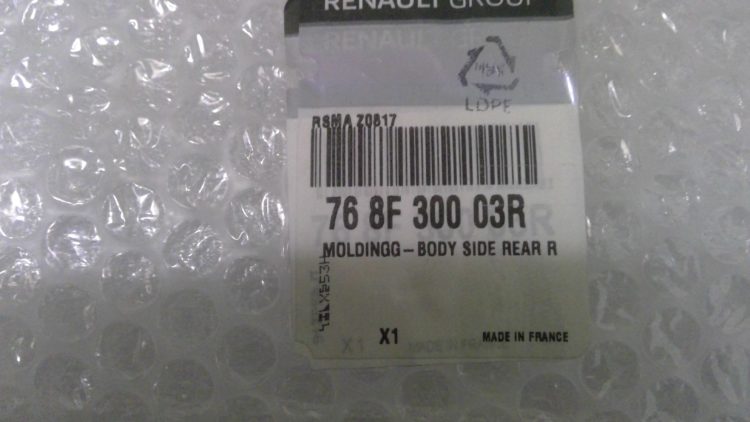 RENAULT GROUP
LDPE
RSMA Z0817
76 8F 300 03R
MOLDINGG-BODY SIDE REAR R
X1
MADE IN FRANCE